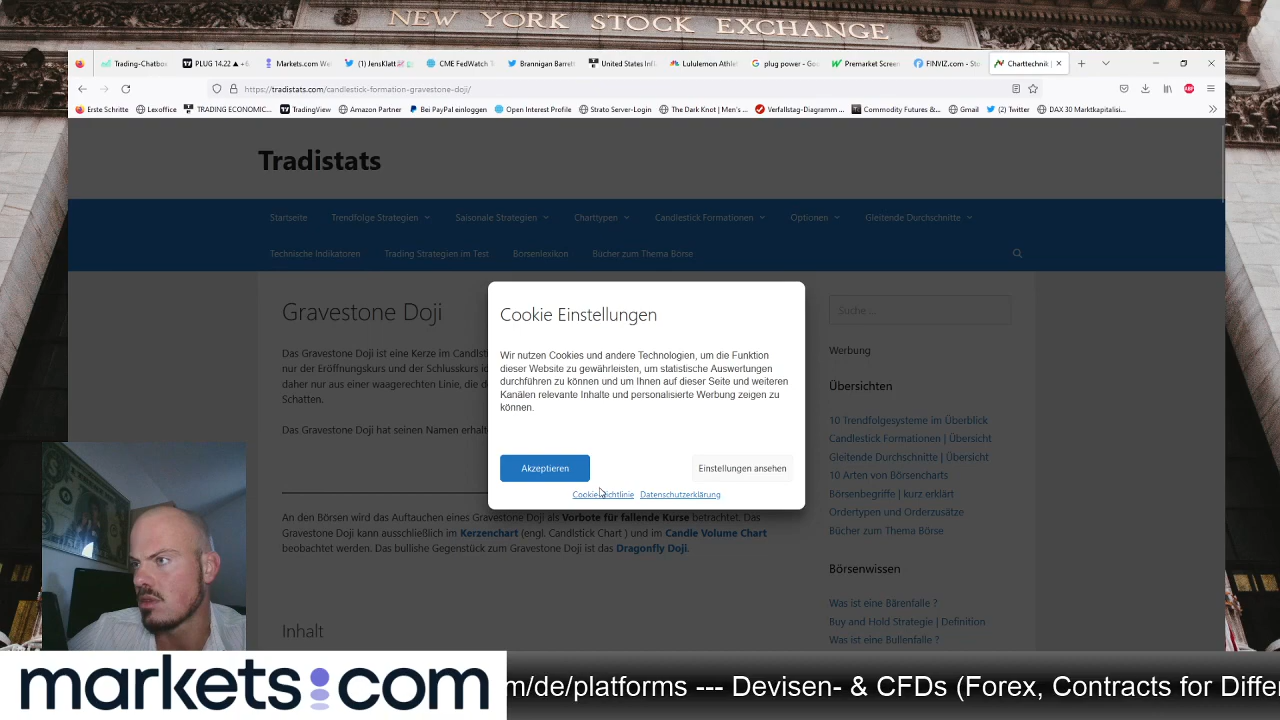 NEW YORK STOCK EXCHANGE
Trading-Chatbo
PLUG 14.22 ▲ +6
Markets.com We
(1) JensKlatt
CME FedWatch T
Brannigan Barrett
United States Infl
Lululemon Athlet
plug power - Goo
Premarket Screen
FINVIZ.com - Sto
Charttechnik |
https://tradistats.com/candlestick-formation-gravestone-doji/
Erste Schritte
Lexoffice
TRADING ECONOMIC...
TradingView
Amazon Partner
Bei PayPal einloggen
Open Interest Profile
Strato Server-Login
The Dark Knot | Men's ...
Verfallstag-Diagramm ...
Commodity Futures &...
Gmail
(2) Twitter
DAX 30 Marktkapitalisi...
Tradistats
Startseite
Trendfolge Strategien
Saisonale Strategien
Charttypen
Candlestick Formationen
Optionen
Gleitende Durchschnitte
Technische Indikatoren
Trading Strategien im Test
Börsenlexikon
Bücher zum Thema Börse
Gravestone Doji
Das Gravestone Doji ist eine Kerze im Candlsti
nur der Eröffnungskurs und der Schlusskurs id
daher nur aus einer waagerechten Linie, die d
Schatten.
Das Gravestone Doji hat seinen Namen erhalte
Cookie Einstellungen
Wir nutzen Cookies und andere Technologien, um die Funktion
dieser Website zu gewährleisten, um statistische Auswertungen
durchführen zu können und um Ihnen auf dieser Seite und weiteren
Kanälen relevante Inhalte und personalisierte Werbung zeigen zu
können.
Akzeptieren
Einstellungen ansehen
Cookie-Richtlinie
Datenschutzerklärung
An den Börsen wird das Auftauchen eines Gravestone Doji als Vorbote für fallende Kurse betrachtet. Das
Gravestone Doji kann ausschließlich im Kerzenchart (engl. Candlstick Chart ) und im Candle Volume Chart
beobachtet werden. Das bullishe Gegenstück zum Gravestone Doji ist das Dragonfly Doji.
Inhalt
Suche ...
Werbung
Übersichten
10 Trendfolgesysteme im Überblick
Candlestick Formationen | Übersicht
Gleitende Durchschnitte | Übersicht
10 Arten von Börsencharts
Börsenbegriffe | kurz erklärt
Ordertypen und Orderzusätze
Bücher zum Thema Börse
Börsenwissen
Was ist eine Bärenfalle ?
Buy and Hold Strategie | Definition
Was ist eine Bullenfalle ?
markets.com
m/de/platforms --- Devisen- & CFDs (Forex, Contracts for Differ